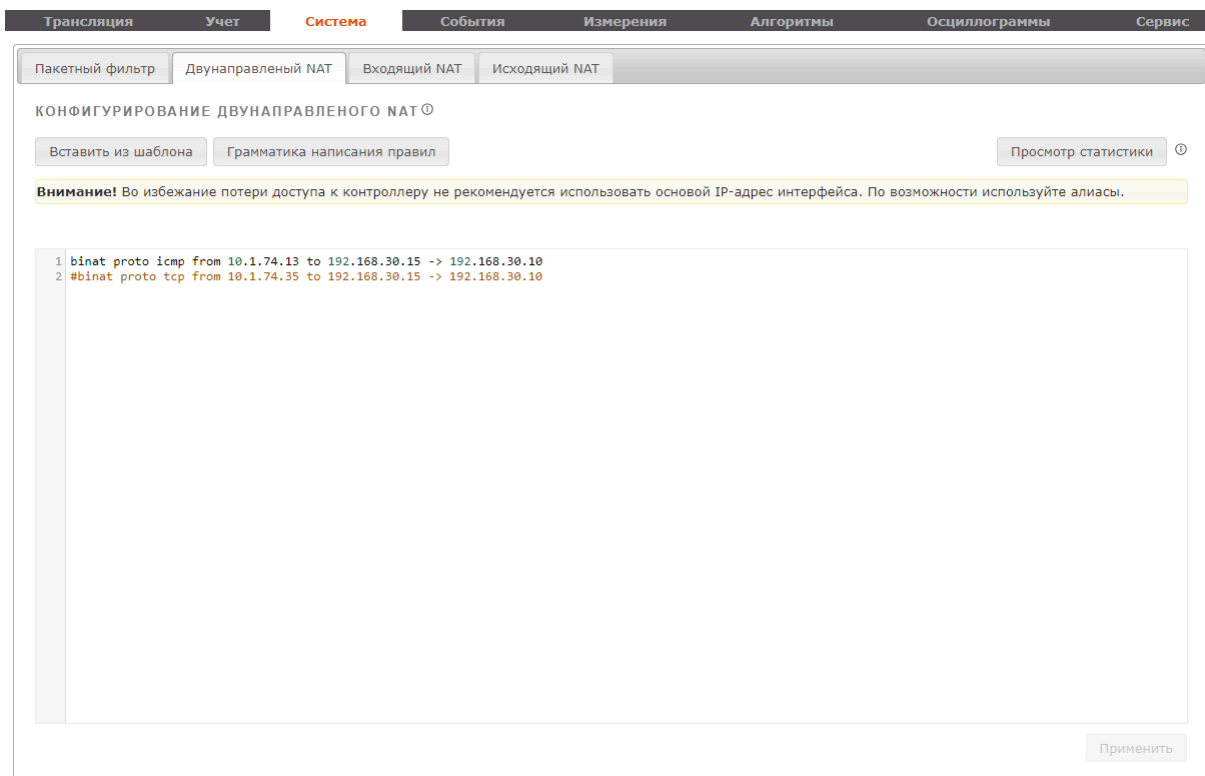 Трансляция Учет Система События Измерения Алгоритмы Осциллограммы Сервис
Пакетный фильтр Двунаправленый NAT Входящий NAT Исходящий NAT
КОНФИГУРИРОВАНИЕ ДВУНАПРАВЛЕНОГО NAT
Вставить из шаблона Грамматика написания правил Просмотр статистики
Внимание! Во избежание потери доступа к контроллеру не рекомендуется использовать основой IP-адрес интерфейса. По возможности используйте алиасы.
1 binat proto icmp from 10.1.74.13 to 192.168.30.15 -> 192.168.30.10
2 #binat proto tcp from 10.1.74.35 to 192.168.30.15 -> 192.168.30.10
Применить